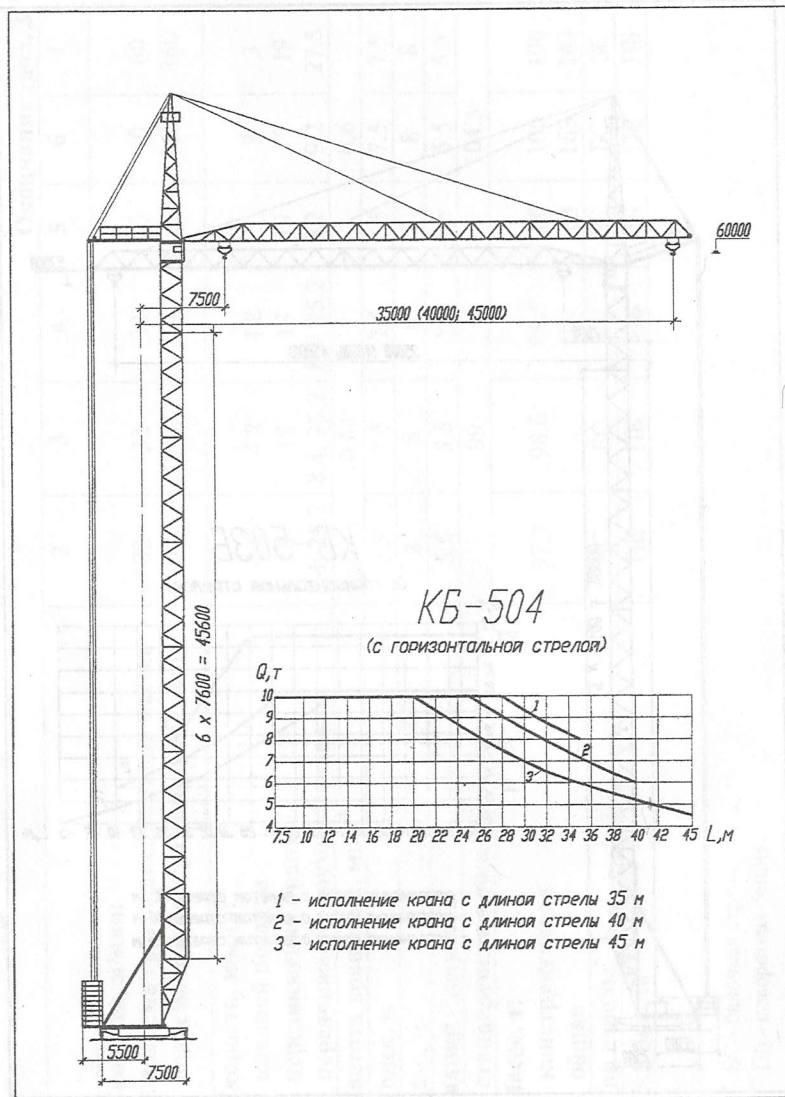 60000
7500
35000 (40000; 45000)
6 x 7600 = 45600
КБ-504
(с горизонтальной стрелой)
Q,т
10
9
8
7
6
5
4
1
2
3
7.5 10 12 14 16 18 20 22 24 26 28 30 32 34 36 38 40 42 45 L,м
1 - исполнение крана с длиной стрелы 35 м
2 - исполнение крана с длиной стрелы 40 м
3 - исполнение крана с длиной стрелы 45 м
5500
7500